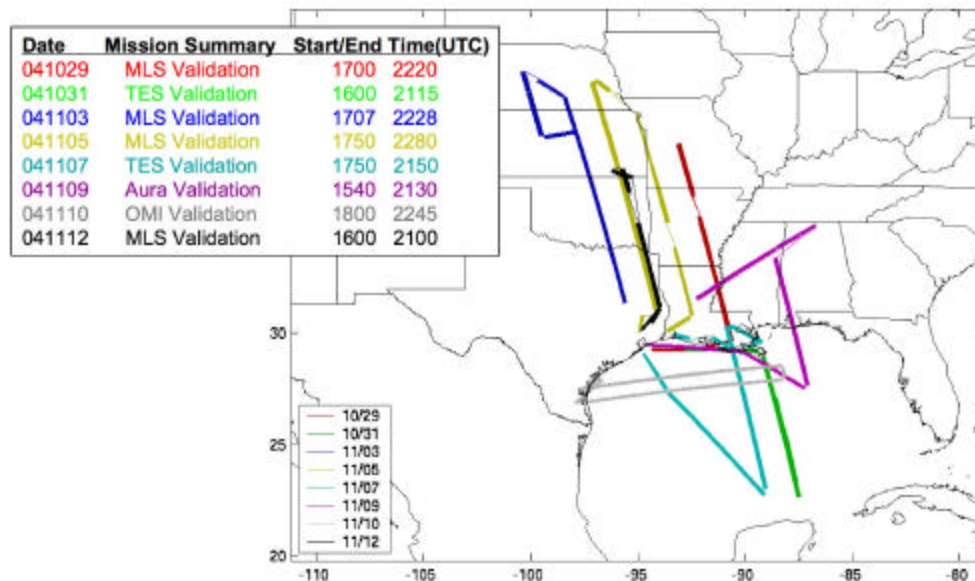 Date Mission Summary Start/End Time(UTC)
041029 MLS Validation 1700 2220
041031 TES Validation 1600 2115
041103 MLS Validation 1707 2228
041105 MLS Validation 1750 2280
041107 TES Validation 1750 2150
041109 Aura Validation 1540 2130
041110 OMI Validation 1800 2245
041112 MLS Validation 1600 2100
30
25
20
10/29
10/31
11/03
11/05
11/07
11/09
11/10
11/12
-110 -105 -100 -95 -90 -85 -80